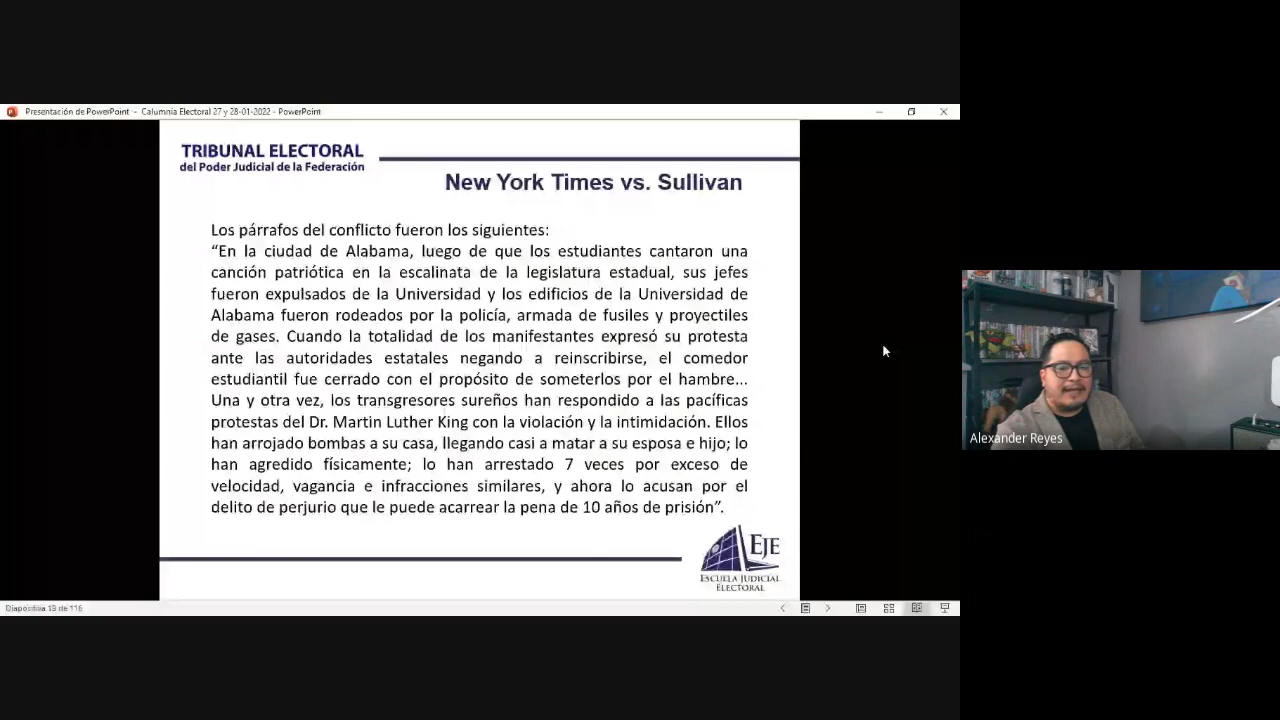 Presentación de PowerPoint - Calumnia Electoral 27 y 28-01-2022 - PowerPoint
TRIBUNAL ELECTORAL
del Poder Judicial de la Federación
New York Times vs. Sullivan
Los párrafos del conflicto fueron los siguientes:
“En la ciudad de Alabama, luego de que los estudiantes cantaron una
canción patriótica en la escalinata de la legislatura estadual, sus jefes
fueron expulsados de la Universidad y los edificios de la Universidad de
Alabama fueron rodeados por la policía, armada de fusiles y proyectiles
de gases. Cuando la totalidad de los manifestantes expresó su protesta
ante las autoridades estatales negando a reinscribirse, el comedor
estudiantil fue cerrado con el propósito de someterlos por el hambre...
Una y otra vez, los transgresores sureños han respondido a las pacíficas
protestas del Dr. Martin Luther King con la violación y la intimidación. Ellos
han arrojado bombas a su casa, llegando casi a matar a su esposa e hijo; lo
han agredido físicamente; lo han arrestado 7 veces por exceso de
velocidad, vagancia e infracciones similares, y ahora lo acusan por el
delito de perjurio que le puede acarrear la pena de 10 años de prisión”.
EJE
ESCUELA JUDICIAL
ELECTORAL
Diapositiva 19 de 116
Alexander Reyes